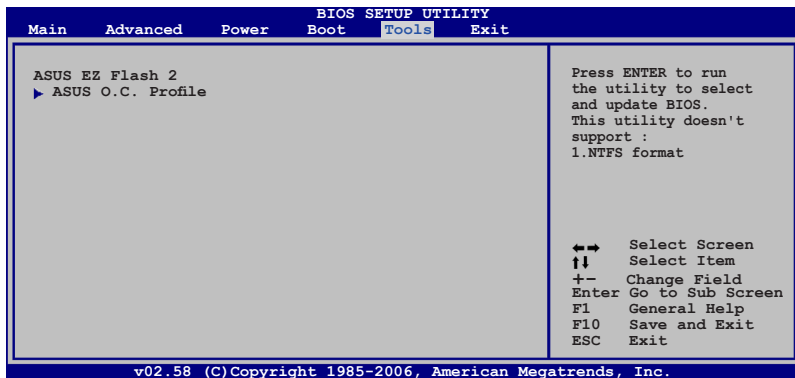 BIOS SETUP UTILITY
Main Advanced Power Boot Tools Exit
ASUS EZ Flash 2
ASUS O.C. Profile
Press ENTER to run
the utility to select
and update BIOS.
This utility doesn't
support :
1.NTFS format
←→ Select Screen
↑↓ Select Item
+- Change Field
Enter Go to Sub Screen
F1 General Help
F10 Save and Exit
ESC Exit
v02.58 (C)Copyright 1985-2006, American Megatrends, Inc.